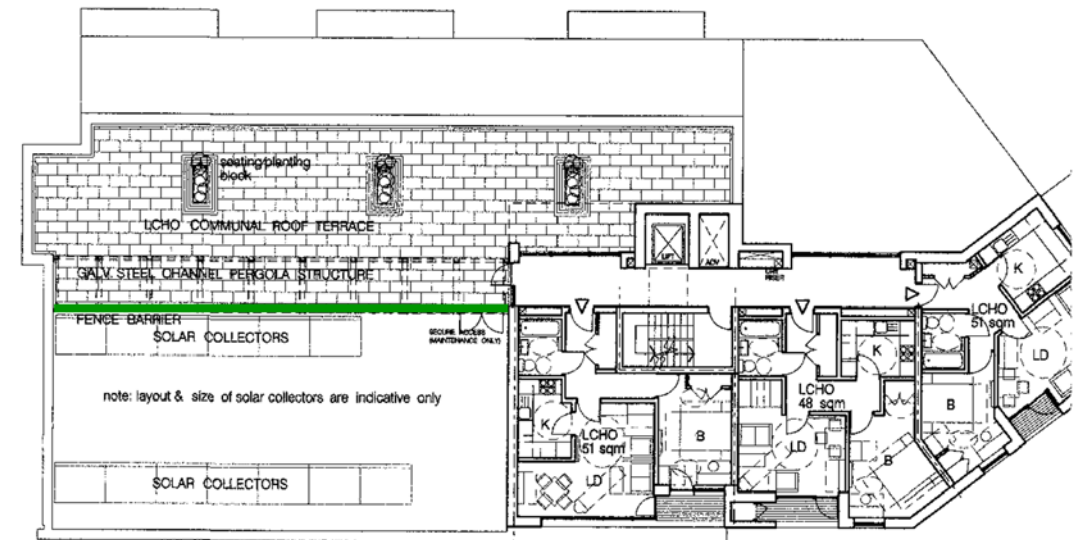 seating/planting
block
LCHO COMMUNAL ROOF TERRACE
GALV. STEEL CHANNEL PERGOLA STRUCTURE
FENCE BARRIER
SOLAR COLLECTORS
SECURE ACCESS
(MAINTENANCE ONLY)
note: layout & size of solar collectors are indicative only
SOLAR COLLECTORS
LIFT
AOV
RISER
K
LCHO
51 sqm
LD
B
K
LCHO
48 sqm
LD
B
K
LCHO
51 sqm
LD
B